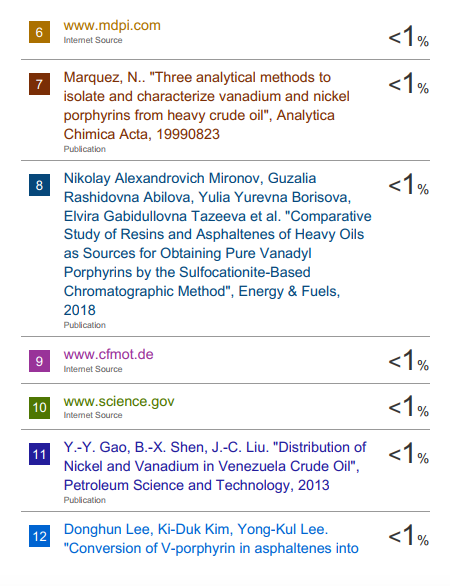 6
www.mdpi.com
Internet Source
<1%
7
Marquez, N.. "Three analytical methods to
isolate and characterize vanadium and nickel
porphyrins from heavy crude oil", Analytica
Chimica Acta, 19990823
Publication
<1%
8
Nikolay Alexandrovich Mironov, Guzalia
Rashidovna Abilova, Yulia Yurevna Borisova,
Elvira Gabidullovna Tazeeva et al. "Comparative
Study of Resins and Asphaltenes of Heavy Oils
as Sources for Obtaining Pure Vanadyl
Porphyrins by the Sulfocationite-Based
Chromatographic Method", Energy & Fuels,
2018
Publication
<1%
9
www.cfmot.de
Internet Source
<1%
10
www.science.gov
Internet Source
<1%
11
Y.-Y. Gao, B.-X. Shen, J.-C. Liu. "Distribution of
Nickel and Vanadium in Venezuela Crude Oil",
Petroleum Science and Technology, 2013
Publication
<1%
12
Donghun Lee, Ki-Duk Kim, Yong-Kul Lee.
"Conversion of V-porphyrin in asphaltenes into
<1%